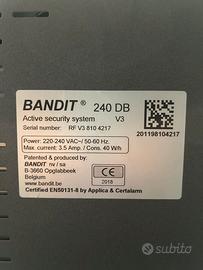 BANDIT® 240 DB
Active security system V3
Serial number: RF V3 810 4217
201198104217
Power: 220-240 VAC~/ 50-60 Hz.
Max. current: 3.5 Amp. / Cons. 40 W/h
Patented & produced by
BANDIT nv / sa
B-3660 Opglabbeek
Belgium
www.bandit.be
2018
Certified EN50131-8 by Applica & Certalarm
subito